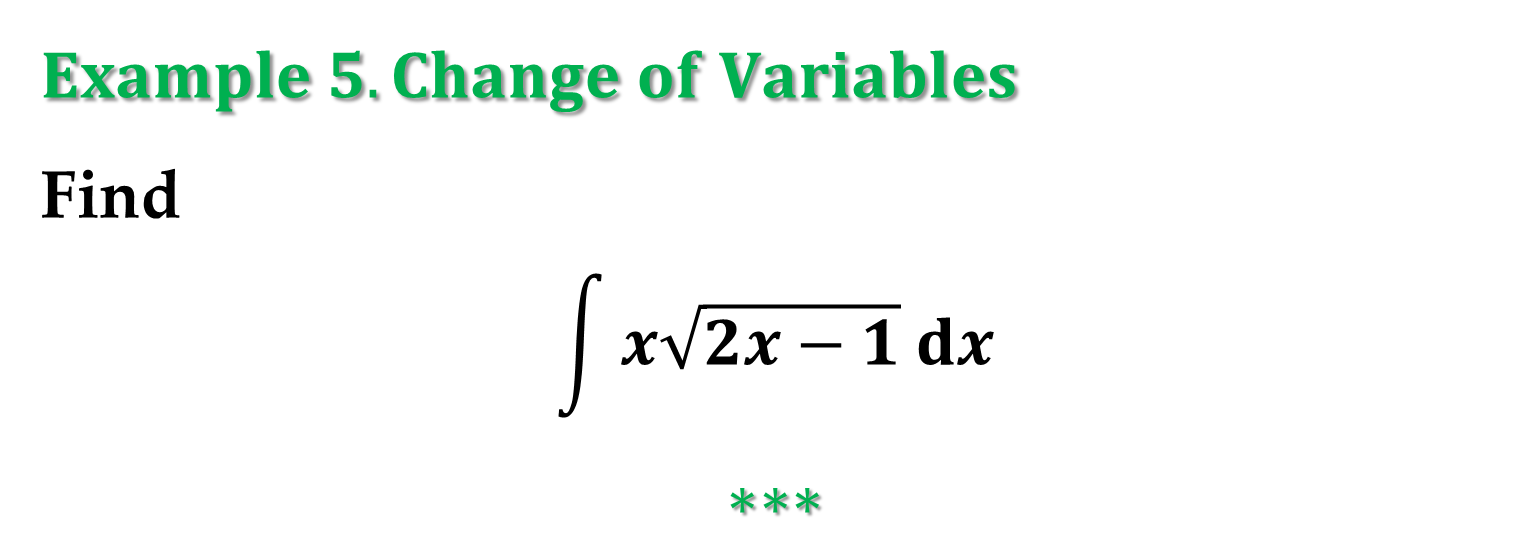 Example 5. Change of Variables
Find
∫ x√(2x − 1) dx
***